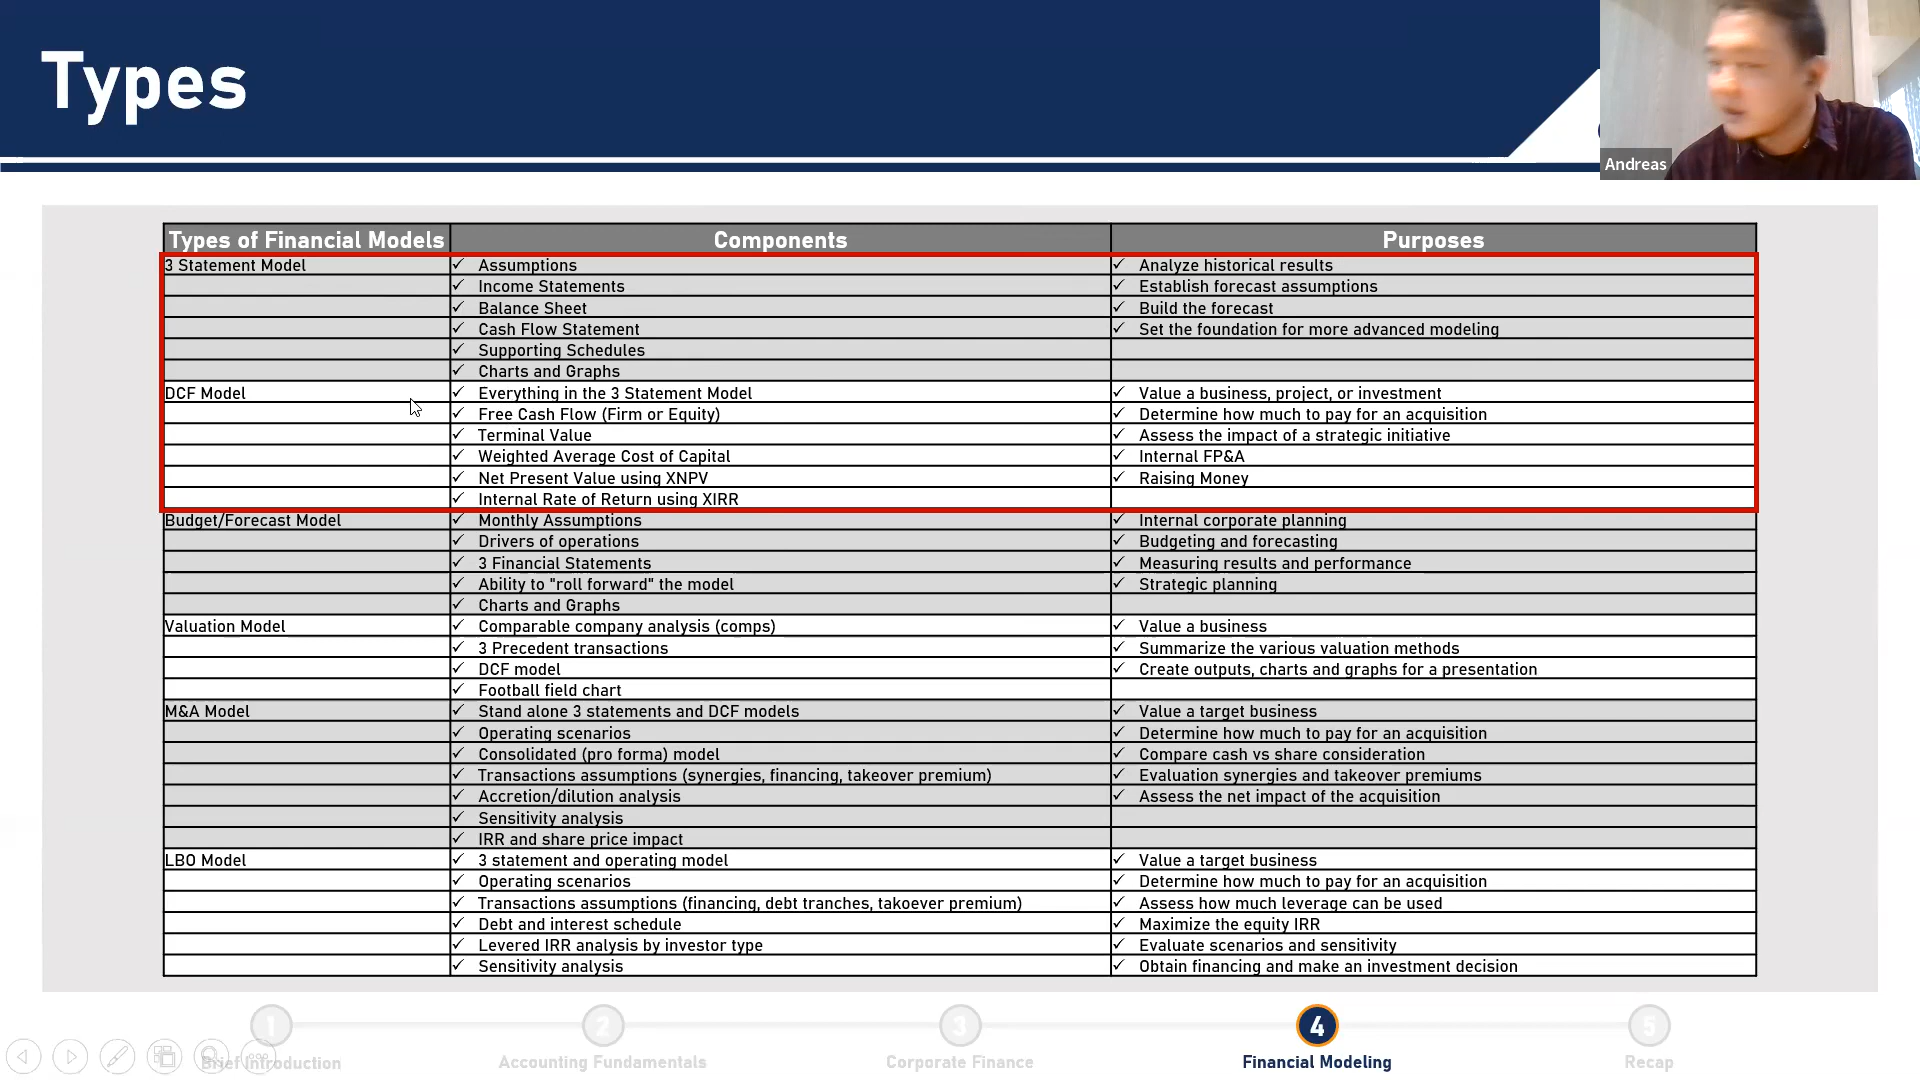 Types
Andreas
Types of Financial Models Components Purposes
3 Statement Model ✓ Assumptions ✓ Analyze historical results
✓ Income Statements ✓ Establish forecast assumptions
✓ Balance Sheet ✓ Build the forecast
✓ Cash Flow Statement ✓ Set the foundation for more advanced modeling
✓ Supporting Schedules
✓ Charts and Graphs
DCF Model ✓ Everything in the 3 Statement Model ✓ Value a business, project, or investment
✓ Free Cash Flow (Firm or Equity) ✓ Determine how much to pay for an acquisition
✓ Terminal Value ✓ Assess the impact of a strategic initiative
✓ Weighted Average Cost of Capital ✓ Internal FP&A
✓ Net Present Value using XNPV ✓ Raising Money
✓ Internal Rate of Return using XIRR
Budget/Forecast Model ✓ Monthly Assumptions ✓ Internal corporate planning
✓ Drivers of operations ✓ Budgeting and forecasting
✓ 3 Financial Statements ✓ Measuring results and performance
✓ Ability to "roll forward" the model ✓ Strategic planning
✓ Charts and Graphs
Valuation Model ✓ Comparable company analysis (comps) ✓ Value a business
✓ 3 Precedent transactions ✓ Summarize the various valuation methods
✓ DCF model ✓ Create outputs, charts and graphs for a presentation
✓ Football field chart
M&A Model ✓ Stand alone 3 statements and DCF models ✓ Value a target business
✓ Operating scenarios ✓ Determine how much to pay for an acquisition
✓ Consolidated (pro forma) model ✓ Compare cash vs share consideration
✓ Transactions assumptions (synergies, financing, takeover premium) ✓ Evaluation synergies and takeover premiums
✓ Accretion/dilution analysis ✓ Assess the net impact of the acquisition
✓ Sensitivity analysis
✓ IRR and share price impact
LBO Model ✓ 3 statement and operating model ✓ Value a target business
✓ Operating scenarios ✓ Determine how much to pay for an acquisition
✓ Transactions assumptions (financing, debt tranches, takoever premium) ✓ Assess how much leverage can be used
✓ Debt and interest schedule ✓ Maximize the equity IRR
✓ Levered IRR analysis by investor type ✓ Evaluate scenarios and sensitivity
✓ Sensitivity analysis ✓ Obtain financing and make an investment decision
1 2 3 4 5
Brief Introduction Accounting Fundamentals Corporate Finance Financial Modeling Recap